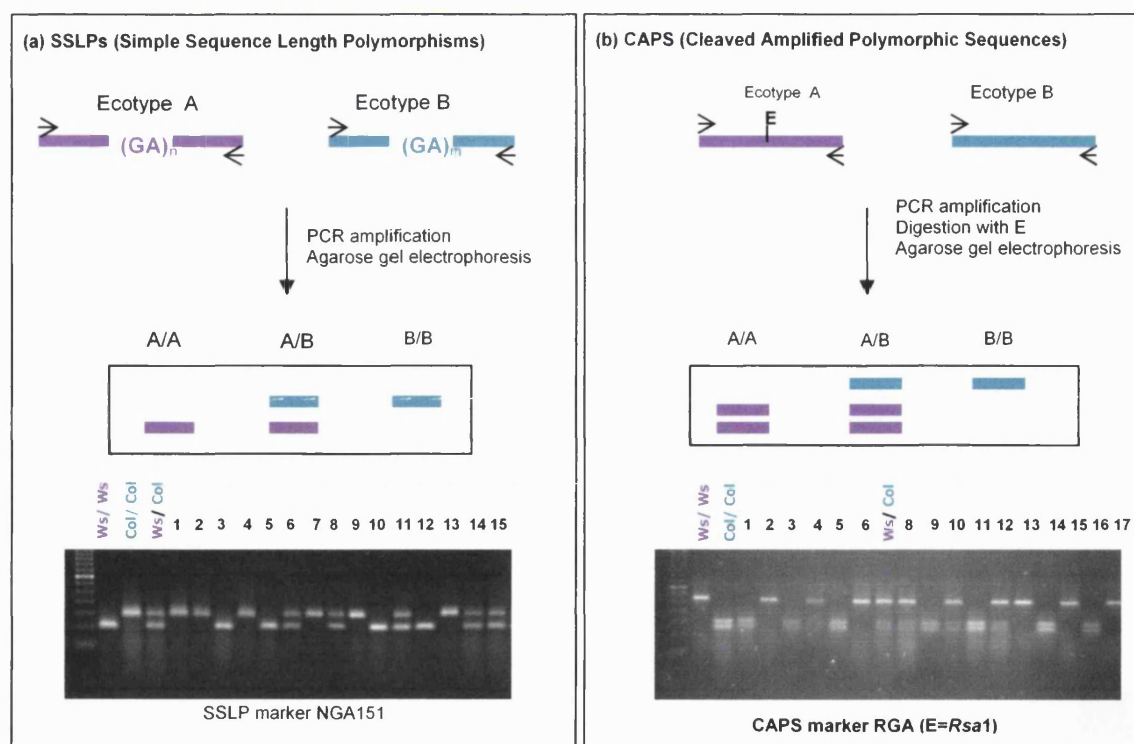 (a) SSLPs (Simple Sequence Length Polymorphisms)
Ecotype A
Ecotype B
(GA)n
(GA)m
PCR amplification
Agarose gel electrophoresis
A/A
A/B
B/B
Ws/ Ws
Col/ Col
Ws/ Col
1 2 3 4 5 6 7 8 9 10 11 12 13 14 15
SSLP marker NGA151
(b) CAPS (Cleaved Amplified Polymorphic Sequences)
Ecotype A
Ecotype B
E
PCR amplification
Digestion with E
Agarose gel electrophoresis
A/A
A/B
B/B
Ws/ Ws
Col/ Col
1 2 3 4 5 6
Ws/ Col
8 9 10 11 12 13 14 15 16 17
CAPS marker RGA (E=Rsa1)